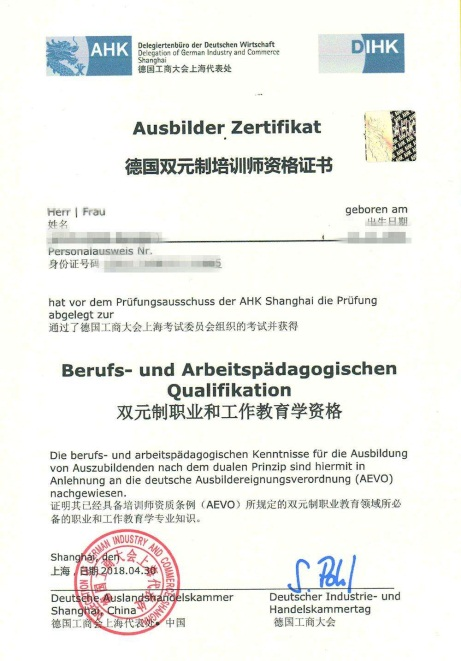 AHK
Delegiertenbüro der Deutschen Wirtschaft
Delegation of German Industry and Commerce
Shanghai
德国工商大会上海代表处
DIHK
Ausbilder Zertifikat
德国双元制培训师资格证书
Herr | Frau
geboren am
姓名
出生日期
Personalausweis Nr.
身份证号码
hat vor dem Prüfungsausschuss der AHK Shanghai die Prüfung
abgelegt zur
通过了德国工商大会上海考试委员会组织的考试并获得
Berufs- und Arbeitspädagogischen
Qualifikation
双元制职业和工作教育学资格
Die berufs- und arbeitspädagogischen Kenntnisse für die Ausbildung
von Auszubildenden nach dem dualen Prinzip sind hiermit in
Anlehnung an die deutsche Ausbildereignungsverordnung (AEVO)
nachgewiesen.
证明其已经具备培训师资质条例（AEVO）所规定的双元制职业教育领域所必
备的职业和工作教育学专业知识。
Shanghai, den
上海，日期 2018.04.30
Deutsche Auslandshandelskammer
Shanghai, China
德国工商会上海代表处·中国
Deutscher Industrie- und
Handelskammertag
德国工商大会